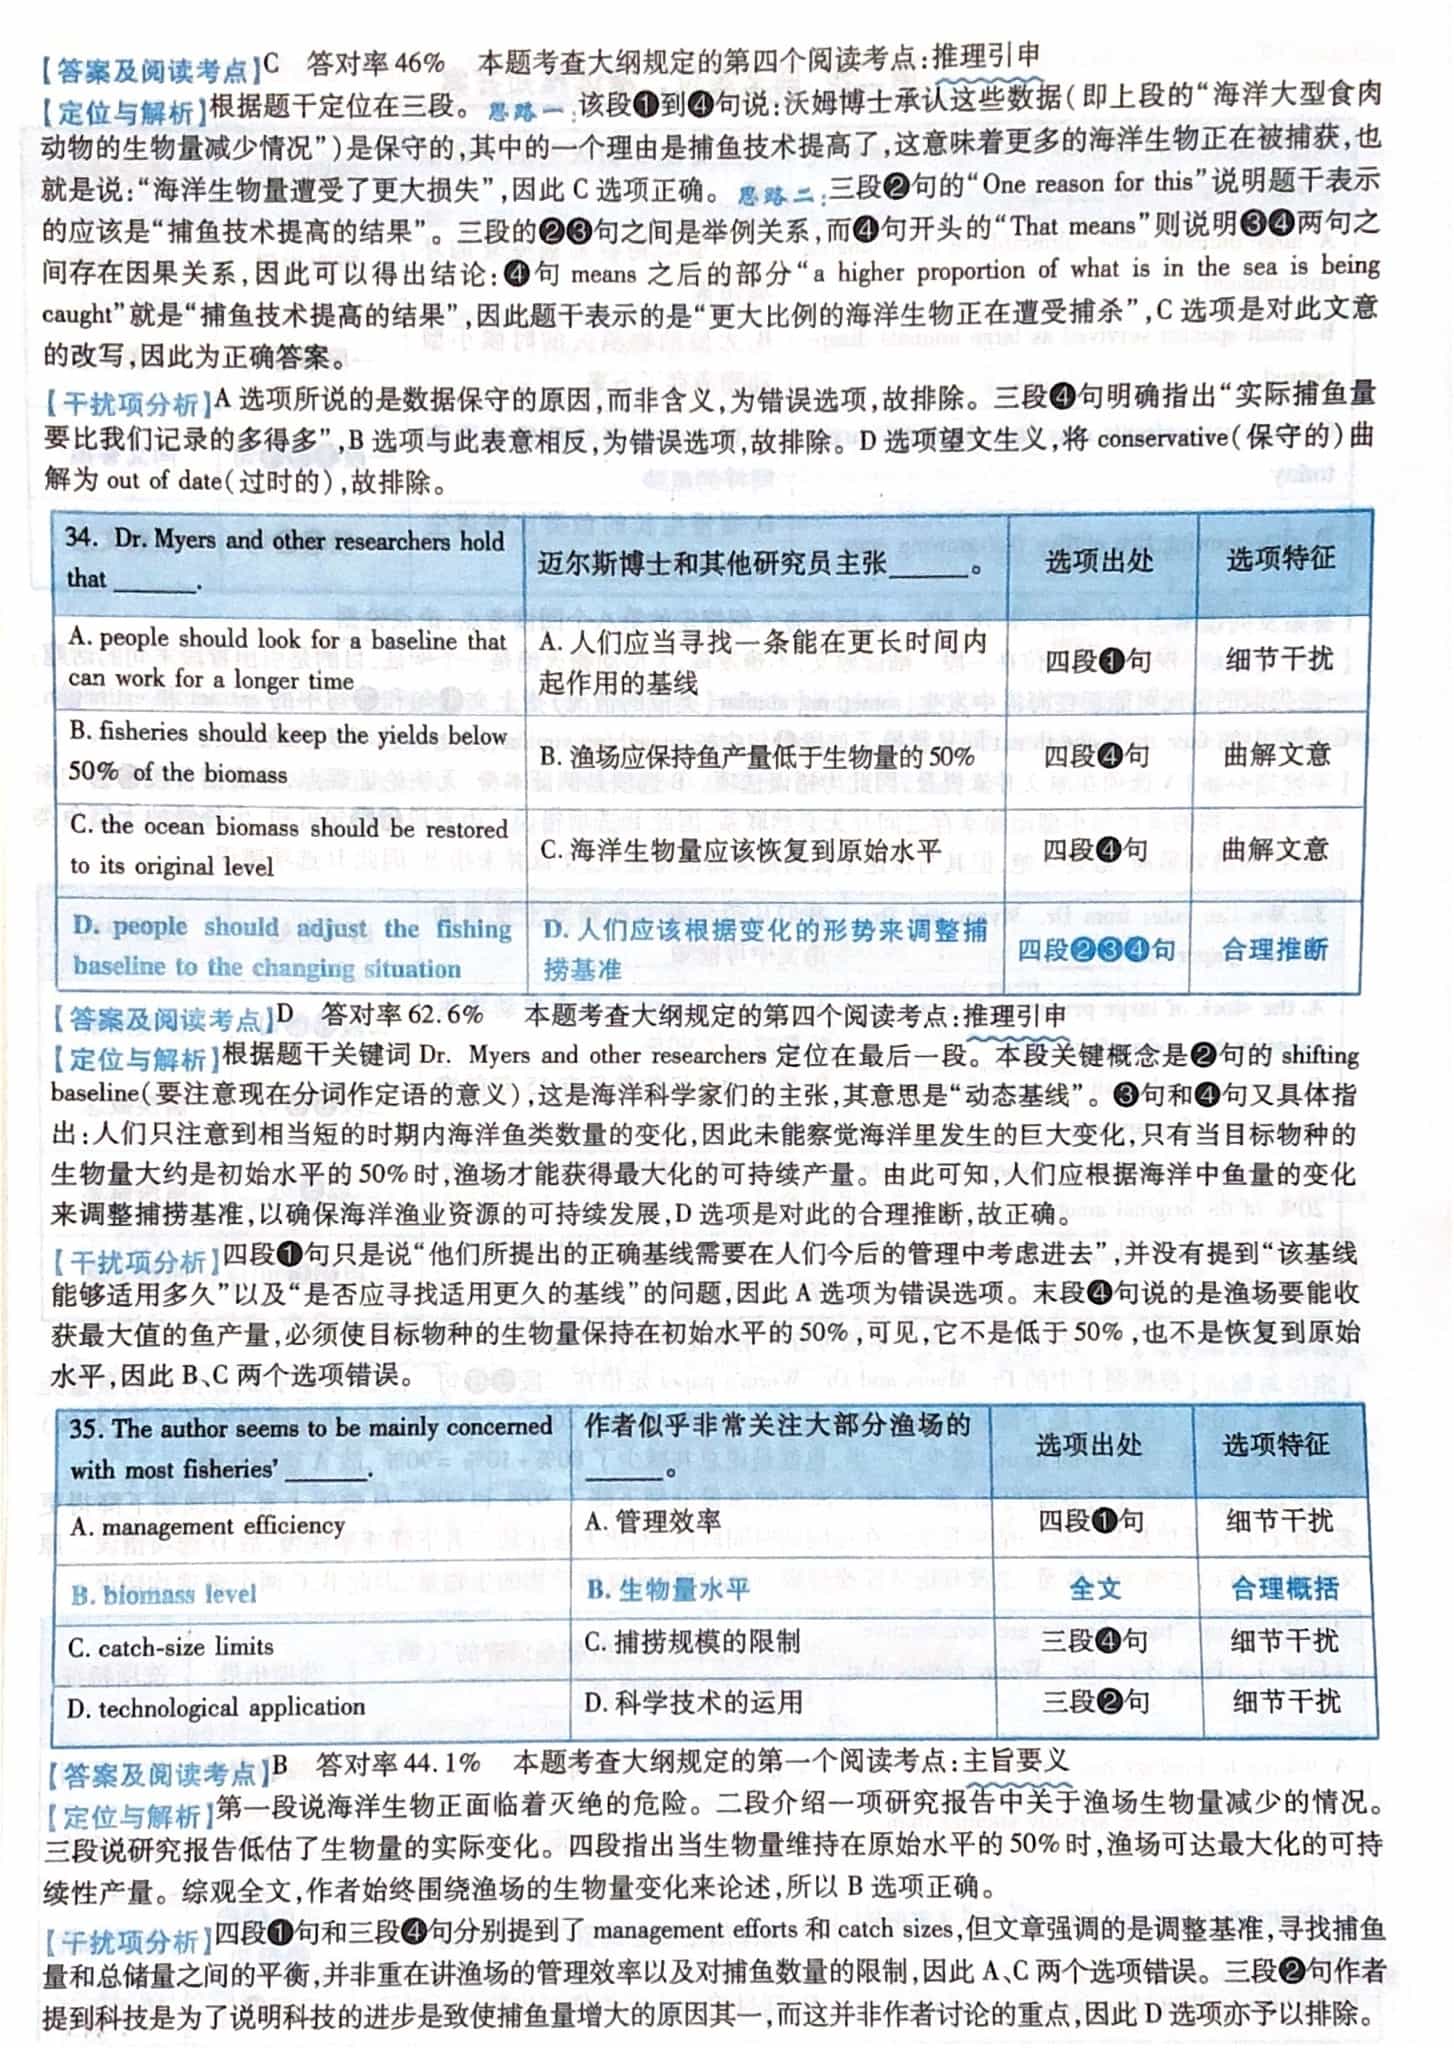 【答案及阅读考点】C 答对率46% 本题考查大纲规定的第四个阅读考点:推理引申
【定位与解析】根据题干定位在三段。思路一:该段❶到❹句说:沃姆博士承认这些数据(即上段的“海洋大型食肉
动物的生物量减少情况”)是保守的,其中的一个理由是捕鱼技术提高了,这意味着更多的海洋生物正在被捕获,也
就是说:“海洋生物量遭受了更大损失”,因此C选项正确。思路二:三段❷句的“One reason for this”说明题干表示
的应该是“捕鱼技术提高的结果”。三段的❷❸句之间是举例关系,而❹句开头的“That means”则说明❸❹两句之
间存在因果关系,因此可以得出结论:❹句 means 之后的部分“a higher proportion of what is in the sea is being
caught”就是“捕鱼技术提高的结果”,因此题干表示的是“更大比例的海洋生物正在遭受捕杀”,C选项是对此文意
的改写,因此为正确答案。
【干扰项分析】A选项所说的是数据保守的原因,而非含义,为错误选项,故排除。三段❹句明确指出“实际捕鱼量
要比我们记录的多得多”,B选项与此表意相反,为错误选项,故排除。D选项望文生义,将 conservative(保守的)曲
解为 out of date(过时的),故排除。
34. Dr. Myers and other researchers hold
that ______.
迈尔斯博士和其他研究员主张______。
选项出处
选项特征
A. people should look for a baseline that
can work for a longer time
A. 人们应当寻找一条能在更长时间内
起作用的基线
四段❶句
细节干扰
B. fisheries should keep the yields below
50% of the biomass
B. 渔场应保持鱼产量低于生物量的50%
四段❹句
曲解文意
C. the ocean biomass should be restored
to its original level
C. 海洋生物量应该恢复到原始水平
四段❹句
曲解文意
D. people should adjust the fishing
baseline to the changing situation
D. 人们应该根据变化的形势来调整捕
捞基准
四段❷❸❹句
合理推断
【答案及阅读考点】D 答对率62.6% 本题考查大纲规定的第四个阅读考点:推理引申
【定位与解析】根据题干关键词 Dr. Myers and other researchers 定位在最后一段。本段关键概念是❷句的 shifting
baseline(要注意现在分词作定语的意义),这是海洋科学家们的主张,其意思是“动态基线”。❸句和❹句又具体指
出:人们只注意到相当短的时期内海洋鱼类数量的变化,因此未能察觉海洋里发生的巨大变化,只有当目标物种的
生物量大约是初始水平的50%时,渔场才能获得最大化的可持续产量。由此可知,人们应根据海洋中鱼量的变化
来调整捕捞基准,以确保海洋渔业资源的可持续发展,D选项是对此的合理推断,故正确。
【干扰项分析】四段❶句只是说“他们所提出的正确基线需要在人们今后的管理中考虑进去”,并没有提到“该基线
能够适用多久”以及“是否应寻找适用更久的基线”的问题,因此A选项为错误选项。末段❹句说的是渔场要能收
获最大值的鱼产量,必须使目标物种的生物量保持在初始水平的50%,可见,它不是低于50%,也不是恢复到原始
水平,因此B、C两个选项错误。
35. The author seems to be mainly concerned
with most fisheries’ ______.
作者似乎非常关注大部分渔场的
______。
选项出处
选项特征
A. management efficiency
A. 管理效率
四段❶句
细节干扰
B. biomass level
B. 生物量水平
全文
合理概括
C. catch-size limits
C. 捕捞规模的限制
三段❹句
细节干扰
D. technological application
D. 科学技术的运用
三段❷句
细节干扰
【答案及阅读考点】B 答对率44.1% 本题考查大纲规定的第一个阅读考点:主旨要义
【定位与解析】第一段说海洋生物正面临着灭绝的危险。二段介绍一项研究报告中关于渔场生物量减少的情况。
三段说研究报告低估了生物量的实际变化。四段指出当生物量维持在原始水平的50%时,渔场可达最大化的可持
续性产量。综观全文,作者始终围绕渔场的生物量变化来论述,所以B选项正确。
【干扰项分析】四段❶句和三段❹句分别提到了 management efforts 和 catch sizes,但文章强调的是调整基准,寻找捕鱼
量和总储量之间的平衡,并非重在讲渔场的管理效率以及对捕鱼数量的限制,因此A、C两个选项错误。三段❷句作者
提到科技是为了说明科技的进步是致使捕鱼量增大的原因其一,而这并非作者讨论的重点,因此D选项亦予以排除。